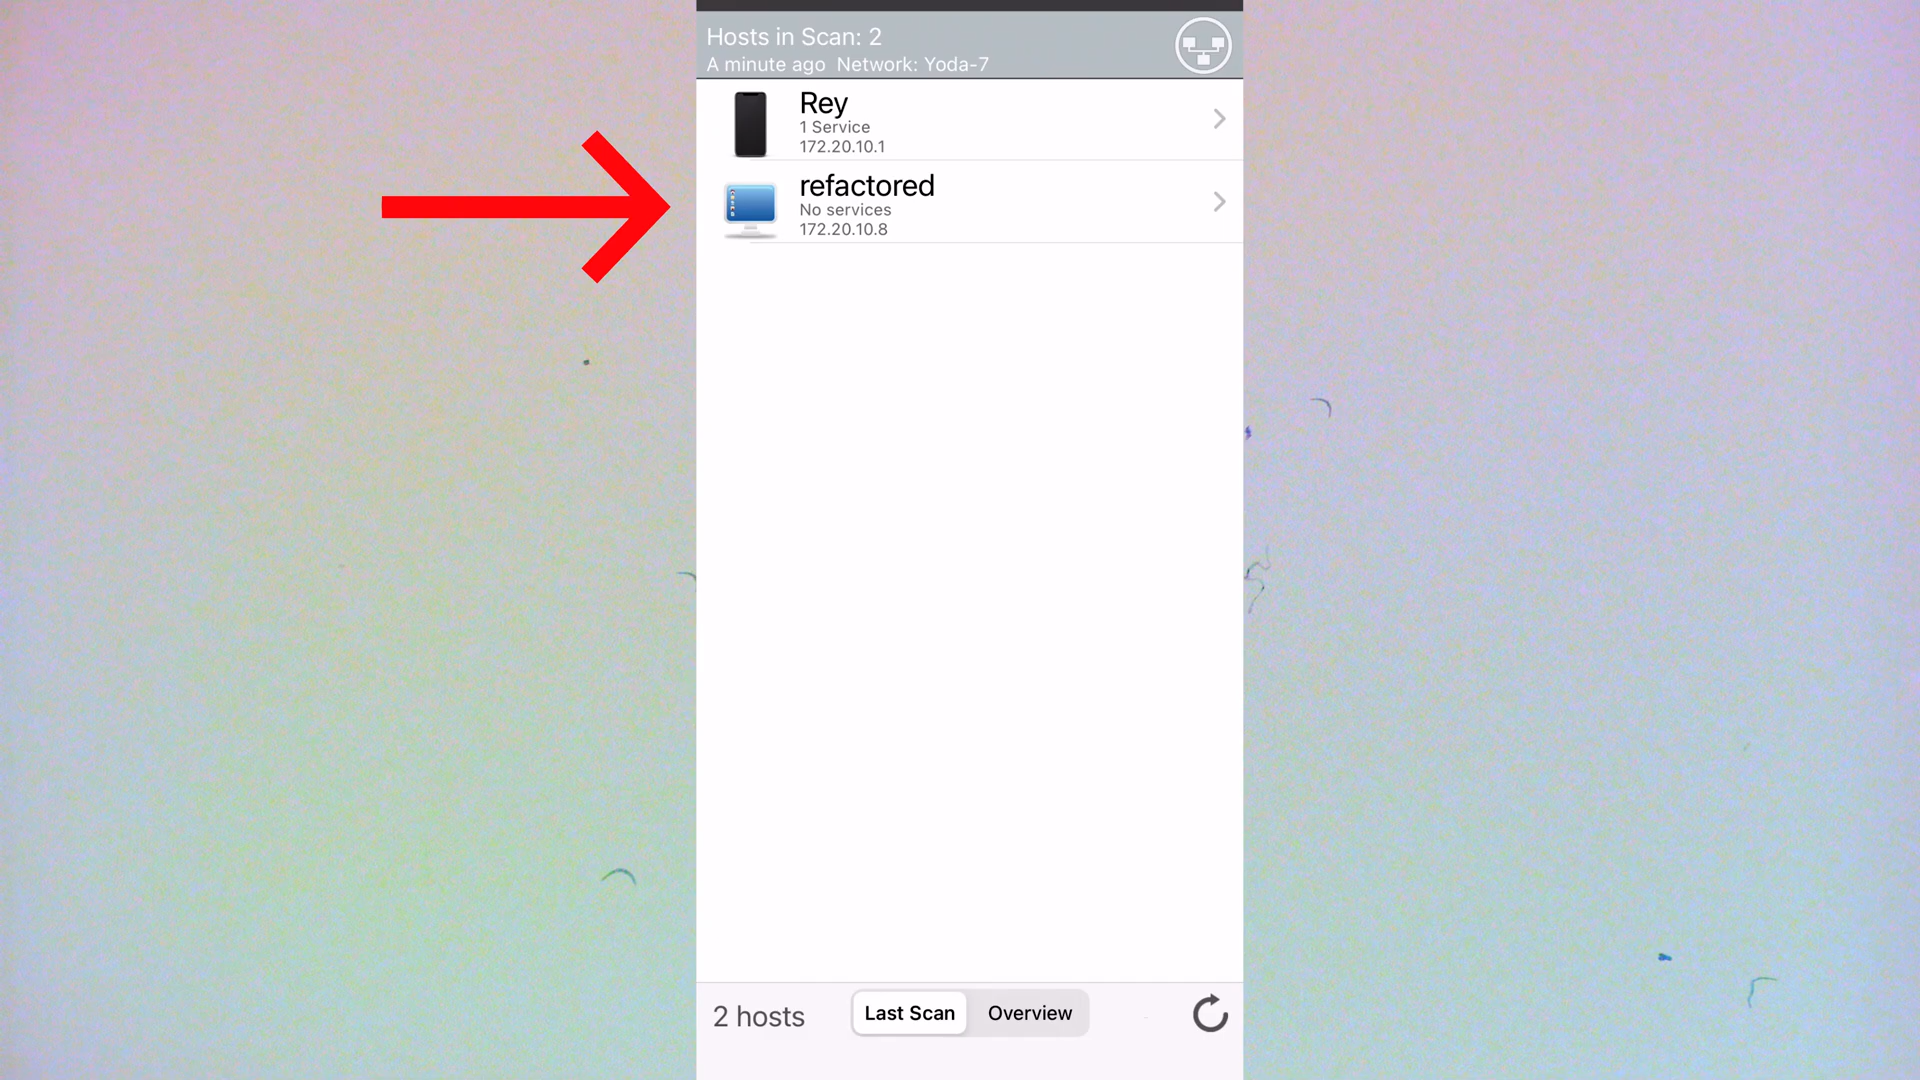 Hosts in Scan: 2
A minute ago Network: Yoda-7
Rey
1 Service
172.20.10.1
refactored
No services
172.20.10.8
2 hosts
Last Scan
Overview